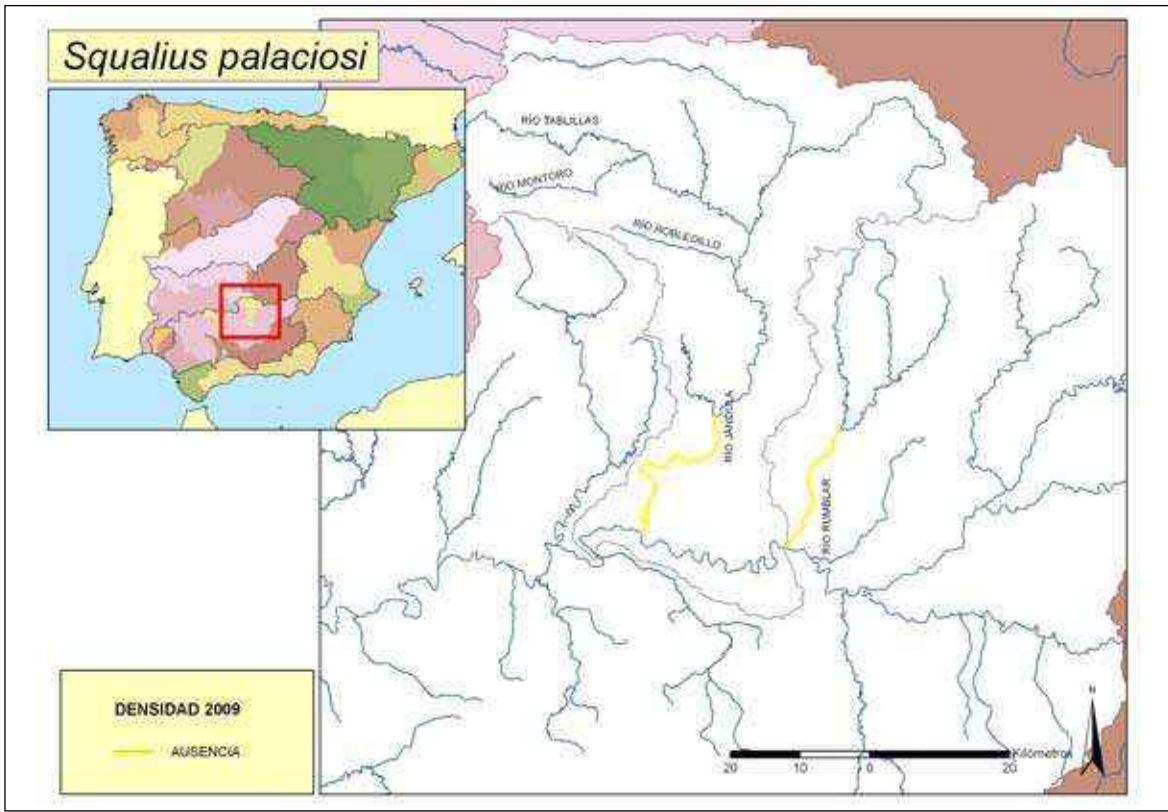 Squalius palaciosi
RÍO TABLILLAS
RÍO MONTORO
RÍO ROBLEDILLO
RÍO JÁNDULA
RÍO RUMBLAR
DENSIDAD 2009
AUSENCIA
N
Kilómetros
20 10 0 20